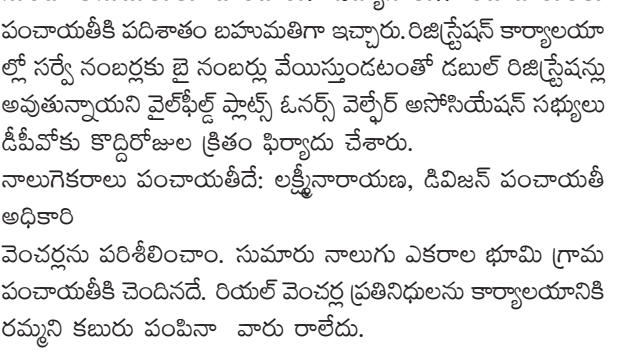 పంచాయతీకి పదిశాతం బహుమతిగా ఇచ్చారు.రిజిస్ట్రేషన్ కార్యాలయా
ల్లో సర్వే నంబర్లకు బై నంబర్లు వేయిస్తుండటంతో డబుల్ రిజిస్ట్రేషన్లు
అవుతున్నాయని వైల్‌ఫీల్డ్ ప్లాట్స్ ఓనర్స్ వెల్ఫేర్ అసోసియేషన్ సభ్యులు
డీపీవోకు కొద్దిరోజుల క్రితం ఫిర్యాదు చేశారు.
నాలుగెకరాలు పంచాయతీదే: లక్ష్మీనారాయణ, డివిజన్ పంచాయతీ
అధికారి
వెంచర్లను పరిశీలించాం. సుమారు నాలుగు ఎకరాల భూమి గ్రామ
పంచాయతీకి చెందినదే. రియల్ వెంచర్ల ప్రతినిధులను కార్యాలయానికి
రమ్మని కబురు పంపినా వారు రాలేదు.